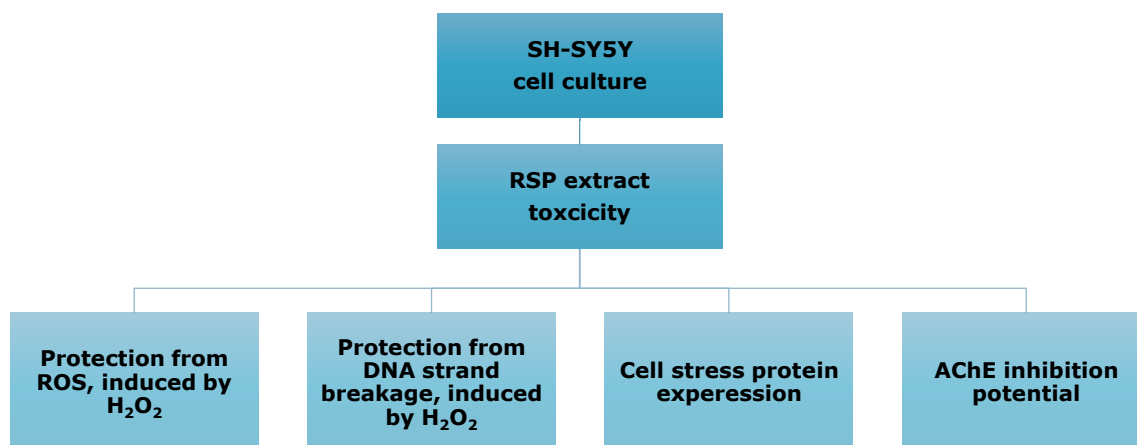 SH-SY5Y
cell culture
RSP extract
toxcicity
Protection from
ROS, induced by
H₂O₂
Protection from
DNA strand
breakage, induced
by H₂O₂
Cell stress protein
experession
AChE inhibition
potential